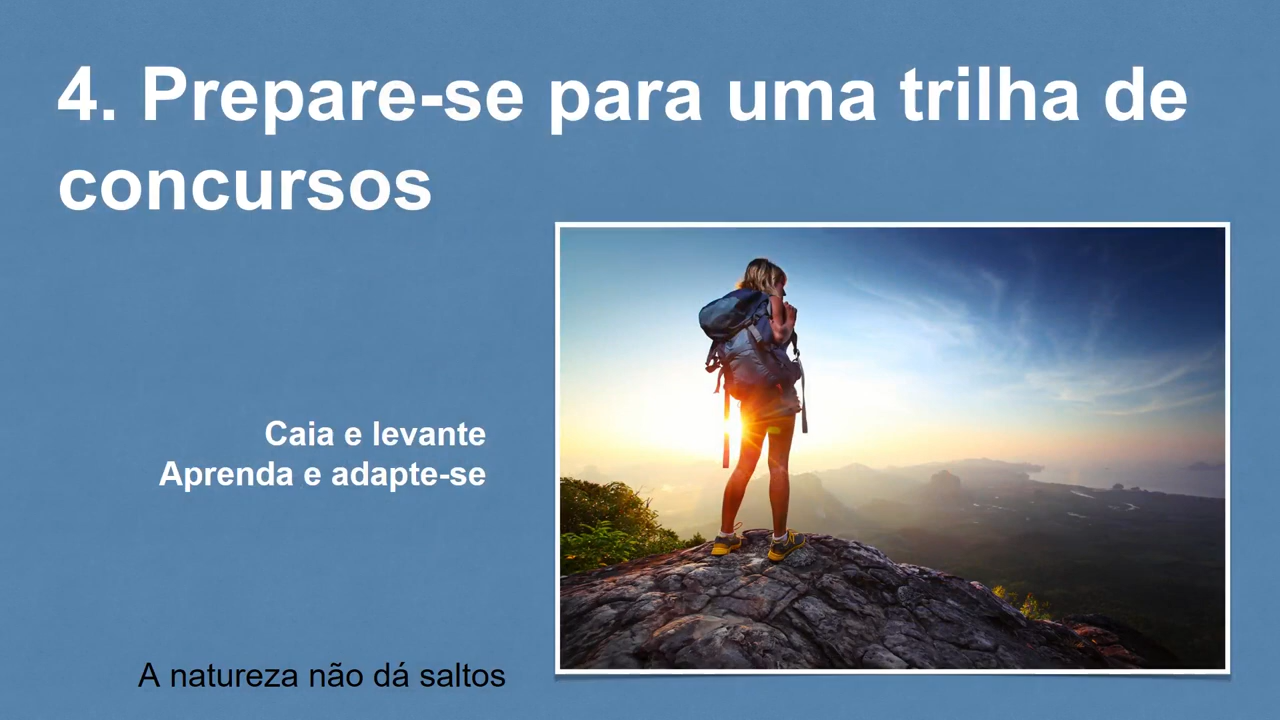 4. Prepare-se para uma trilha de
concursos
Caia e levante
Aprenda e adapte-se
A natureza não dá saltos